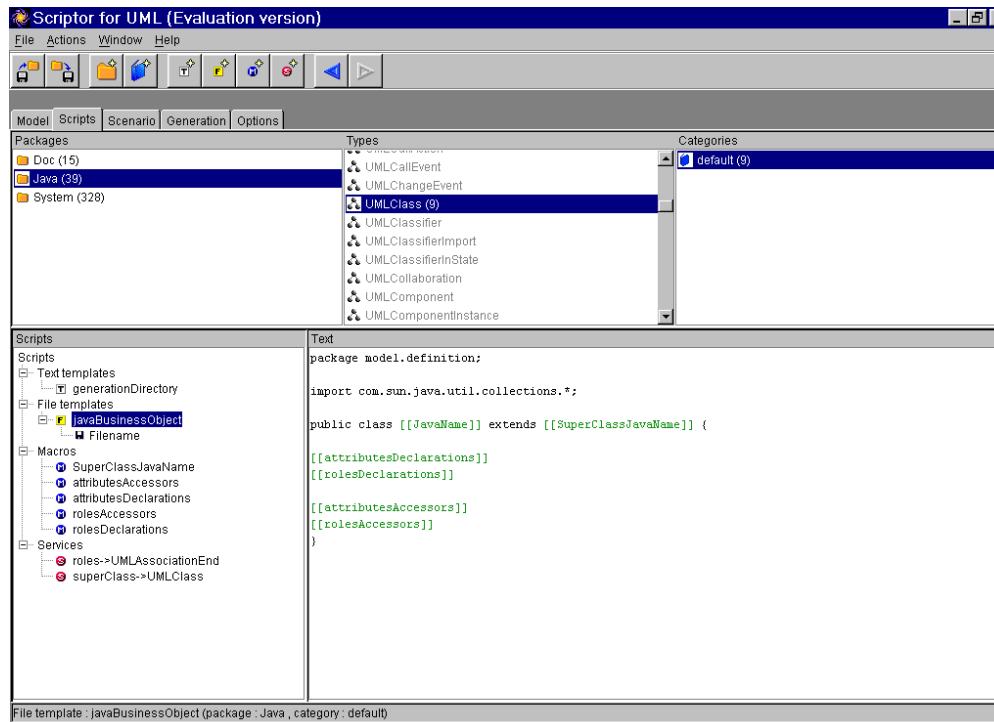 Scriptor for UML (Evaluation version)
File Actions Window Help
Model Scripts Scenario Generation Options
Packages Types Categories
Doc (15)
Java (39)
System (328)
UMLCallEvent
UMLChangeEvent
UMLClass (9)
UMLClassifier
UMLClassifierImport
UMLClassifierInState
UMLCollaboration
UMLComponent
UMLComponentInstance
default (9)
Scripts
Scripts
Text templates
T generationDirectory
File templates
F javaBusinessObject
Filename
Macros
M SuperClassJavaName
M attributesAccessors
M attributesDeclarations
M rolesAccessors
M rolesDeclarations
Services
S roles->UMLAssociationEnd
S superClass->UMLClass
Text
package model.definition;
import com.sun.java.util.collections.*;
public class [[JavaName]] extends [[SuperClassJavaName]] {
[[attributesDeclarations]]
[[rolesDeclarations]]
[[attributesAccessors]]
[[rolesAccessors]]
}
File template : javaBusinessObject (package : Java , category : default)